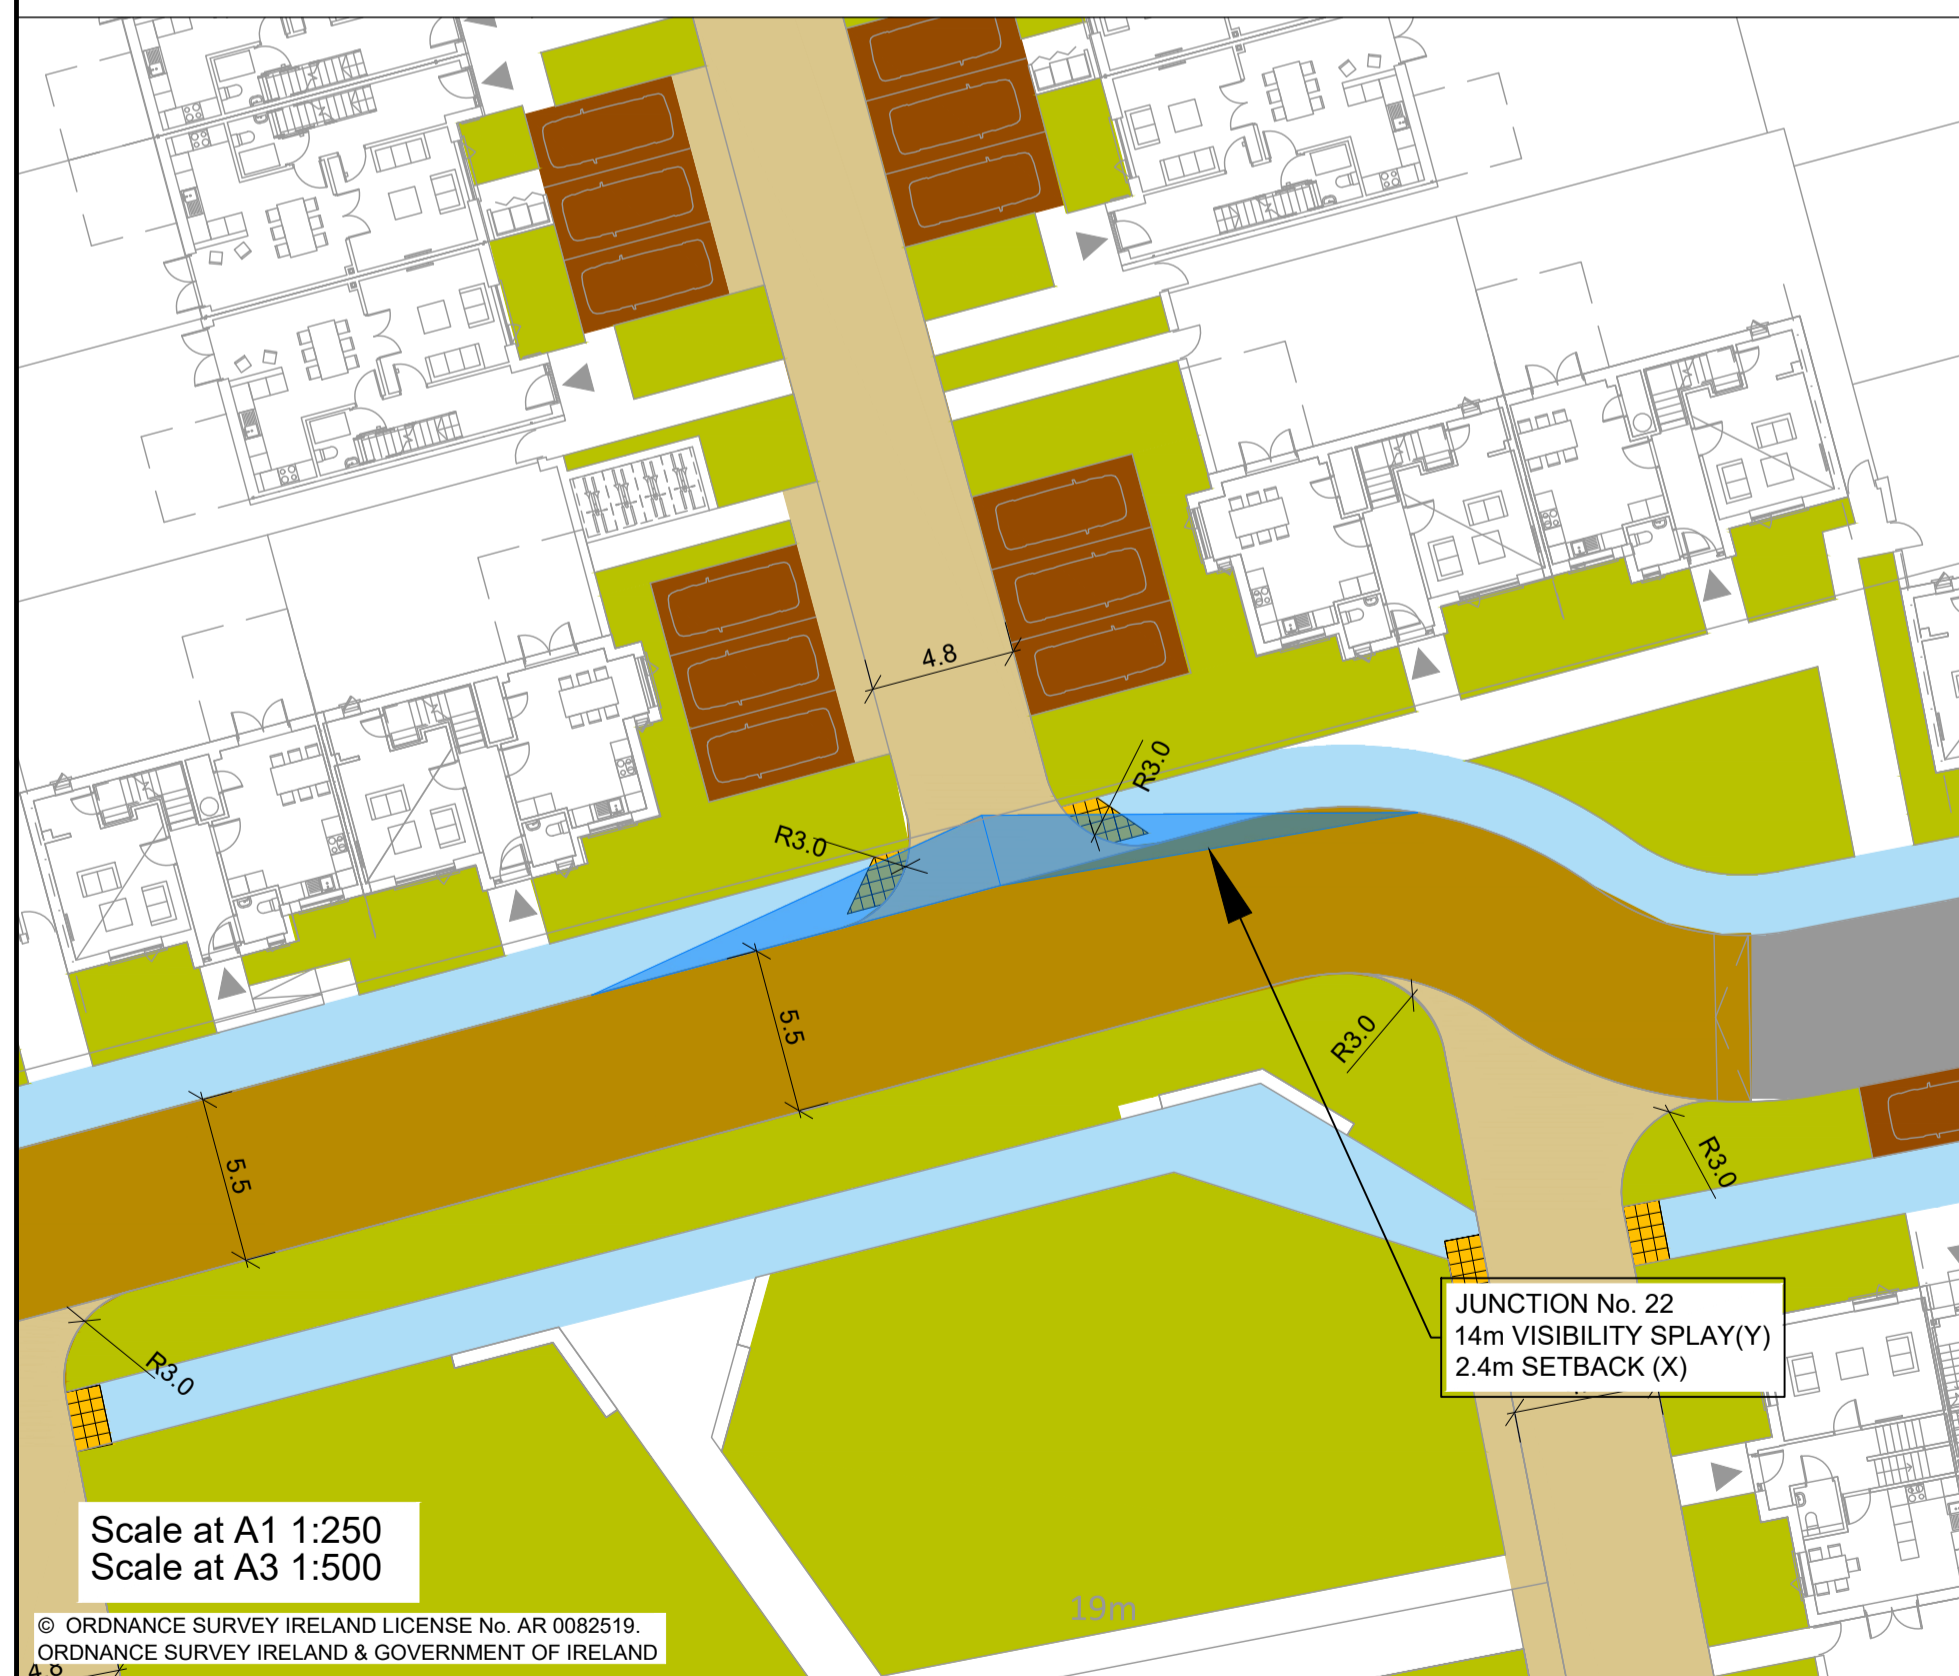 4.8
R3.0
R3.0
5.5
R3.0
5.5
R3.0
R3.0
JUNCTION No. 22
14m VISIBILITY SPLAY(Y)
2.4m SETBACK (X)
Scale at A1 1:250
Scale at A3 1:500
19m
© ORDNANCE SURVEY IRELAND LICENSE No. AR 0082519.
ORDNANCE SURVEY IRELAND & GOVERNMENT OF IRELAND
4.8